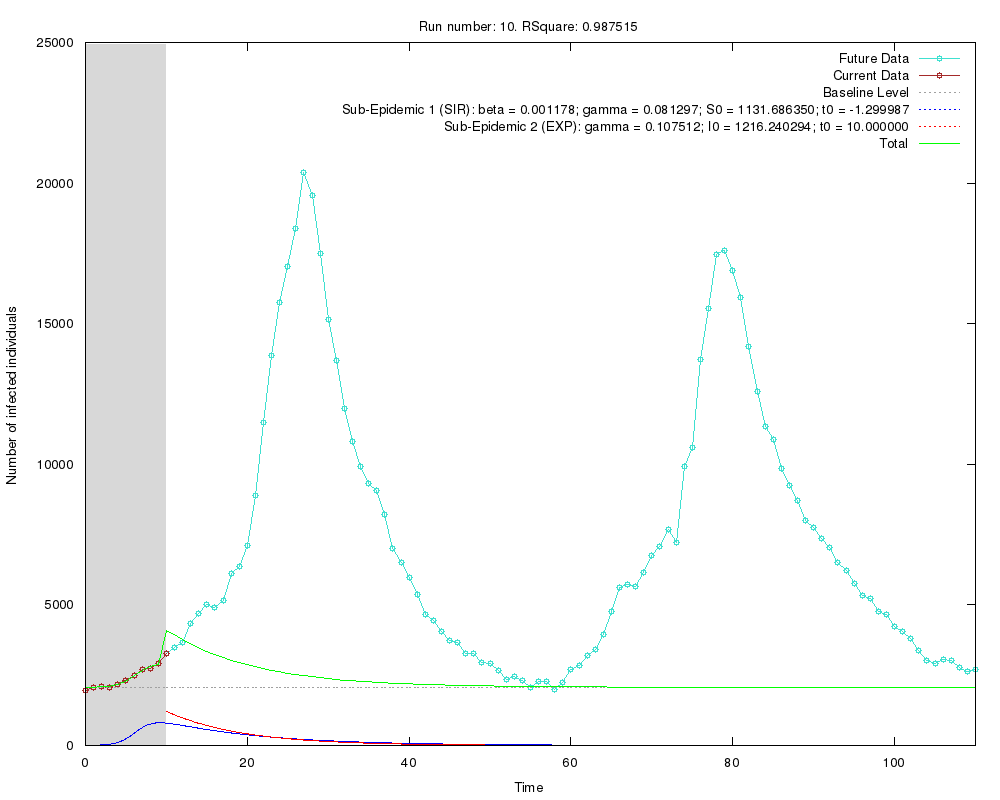 Run number: 10. RSquare: 0.987515
25000
20000
15000
10000
5000
0
Number of infected individuals
Future Data
Current Data
Baseline Level
Sub-Epidemic 1 (SIR): beta = 0.001178; gamma = 0.081297; S0 = 1131.686350; t0 = -1.299987
Sub-Epidemic 2 (EXP): gamma = 0.107512; I0 = 1216.240294; t0 = 10.000000
Total
0 20 40 60 80 100
Time